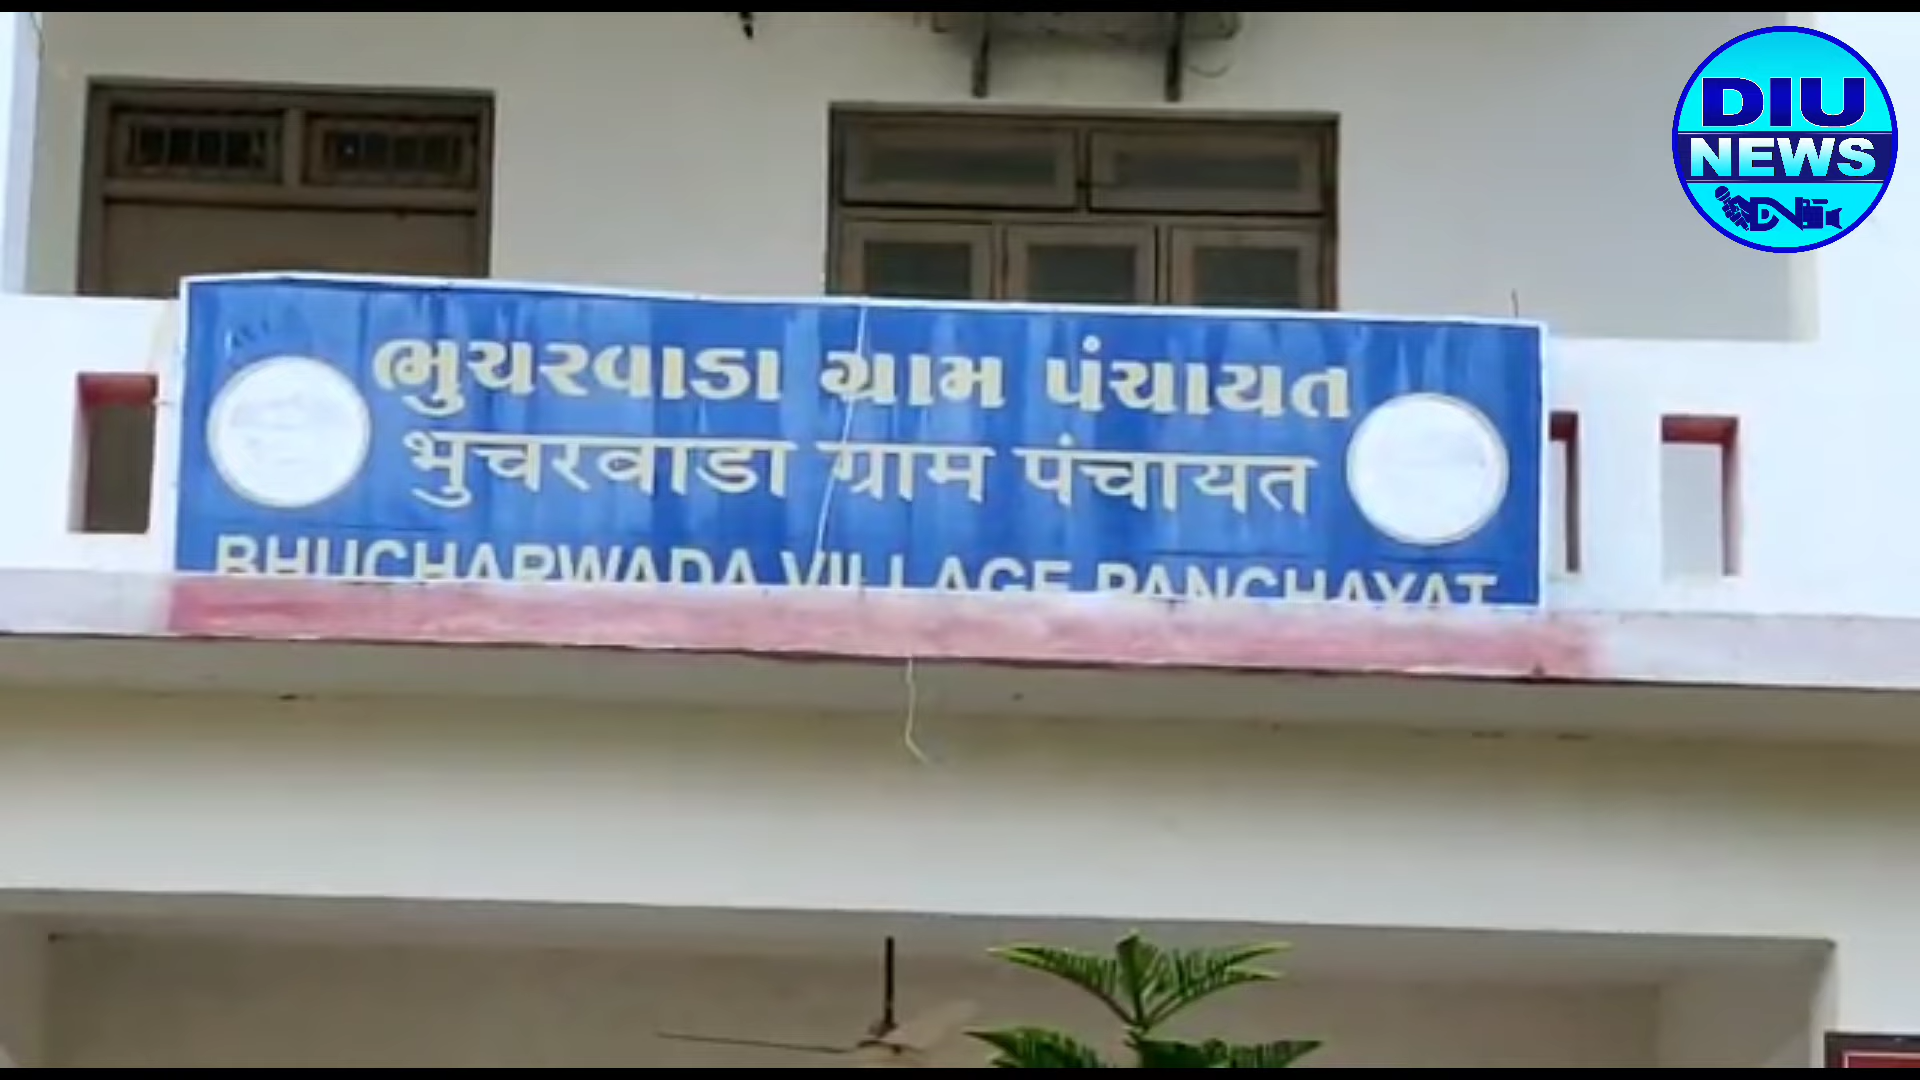 DIU
NEWS
ભુચરવાડા ગ્રામ પંચાયત
भुचरवाडा ग्राम पंचायत
BHUCHARWADA VILLAGE PANCHAYAT